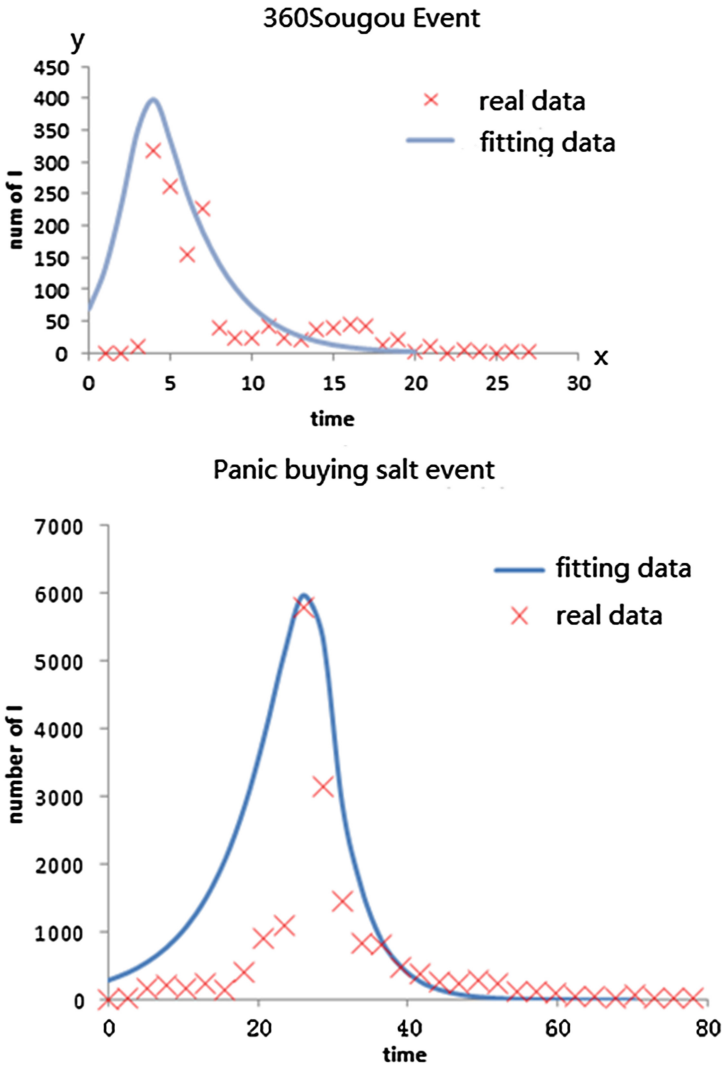 360Sougou Event
y
450
400
350
300
250
200
150
100
50
0
num of I
real data
fitting data
0 5 10 15 20 25 30
x
time
Panic buying salt event
7000
6000
5000
4000
3000
2000
1000
0
number of I
fitting data
real data
0 20 40 60 80
time